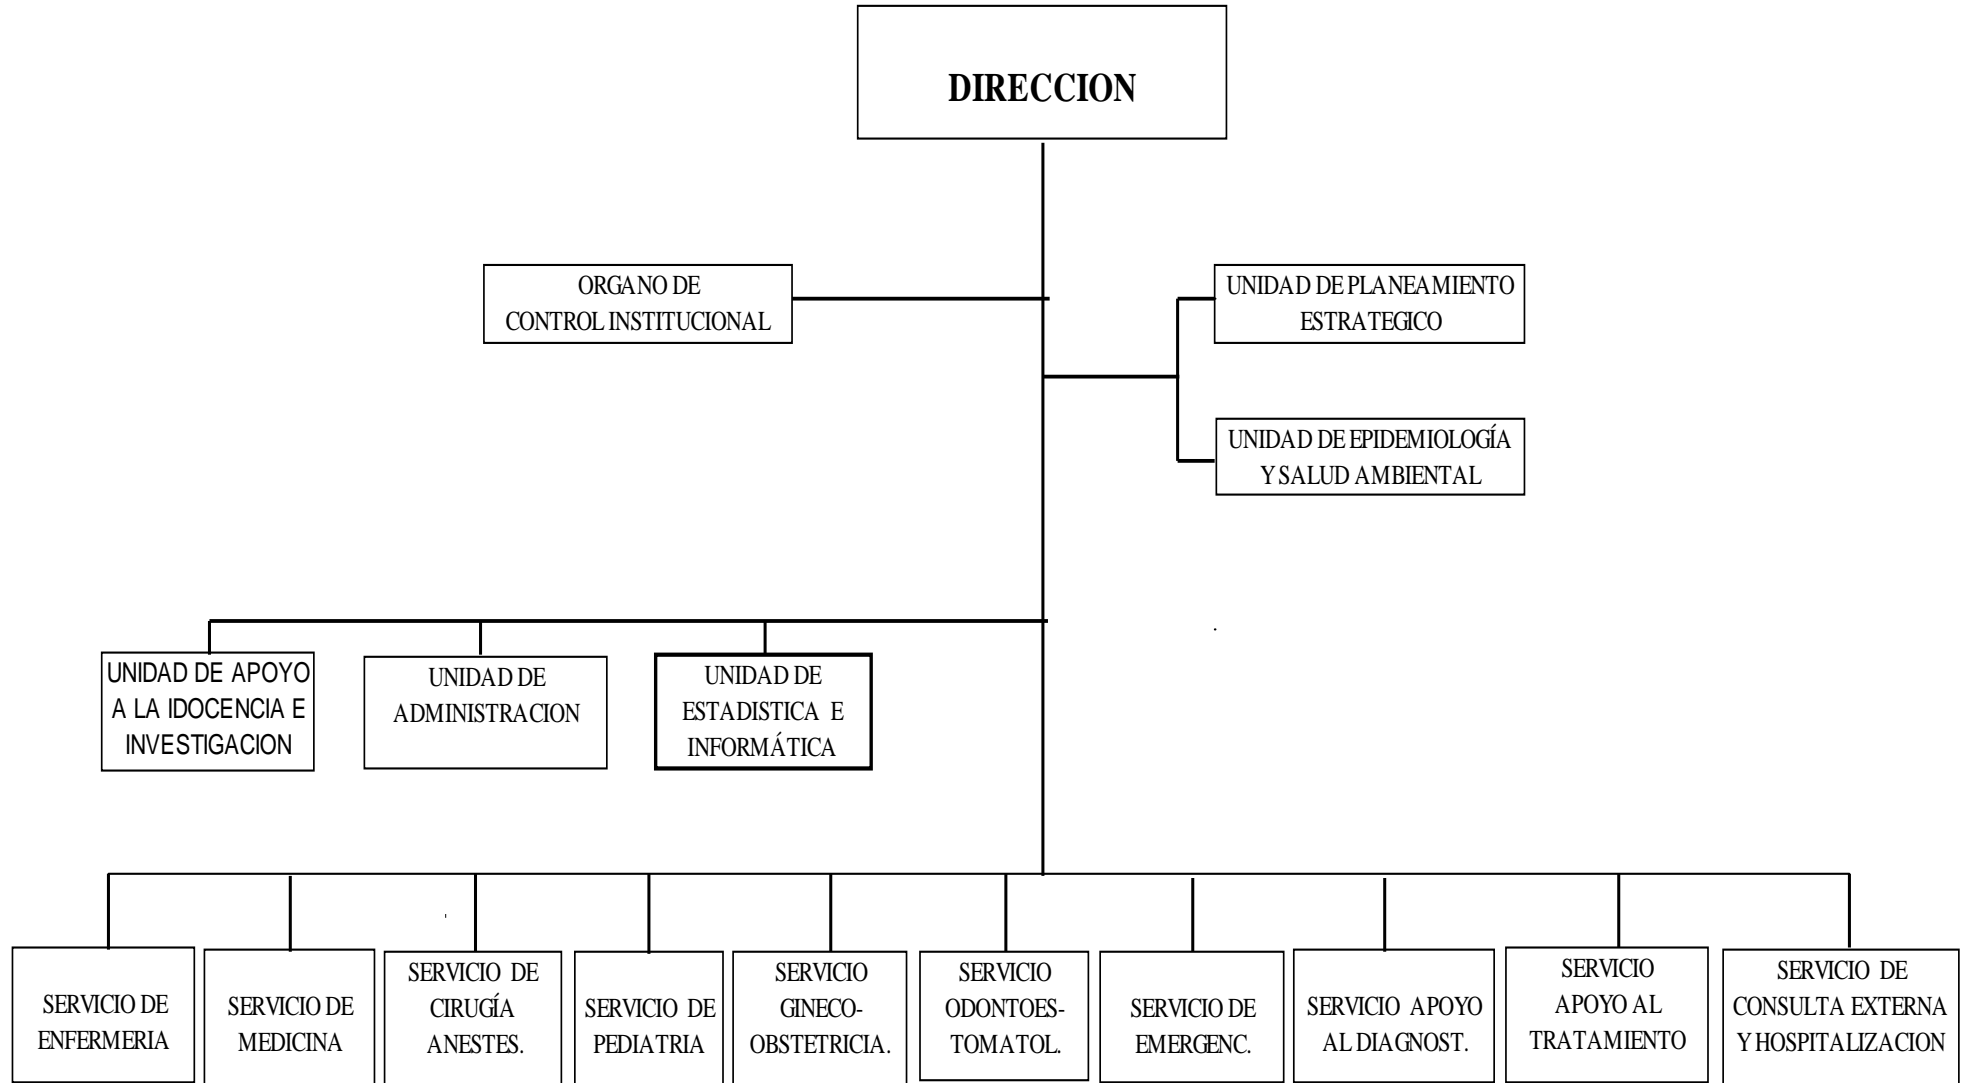 DIRECCION
ORGANO DE
CONTROL INSTITUCIONAL
UNIDAD DE PLANEAMIENTO
ESTRATEGICO
UNIDAD DE EPIDEMIOLOGÍA
Y SALUD AMBIENTAL
UNIDAD DE APOYO
A LA IDOCENCIA E
INVESTIGACION
UNIDAD DE
ADMINISTRACION
UNIDAD DE
ESTADISTICA E
INFORMÁTICA
SERVICIO DE
ENFERMERIA
SERVICIO DE
MEDICINA
SERVICIO DE
CIRUGÍA
ANESTES.
SERVICIO DE
PEDIATRIA
SERVICIO
GINECO-
OBSTETRICIA.
SERVICIO
ODONTOES-
TOMATOL.
SERVICIO DE
EMERGENC.
SERVICIO APOYO
AL DIAGNOST.
SERVICIO
APOYO AL
TRATAMIENTO
SERVICIO DE
CONSULTA EXTERNA
Y HOSPITALIZACION